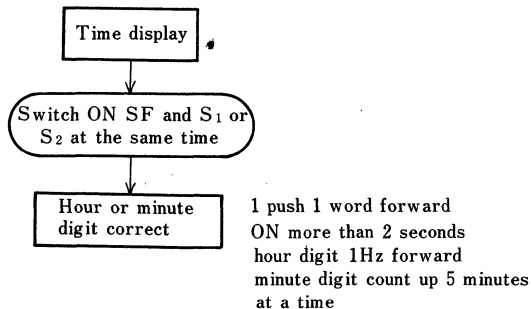 Time display
Switch ON SF and S₁ or
S₂ at the same time
Hour or minute
digit correct
1 push 1 word forward
ON more than 2 seconds
hour digit 1Hz forward
minute digit count up 5 minutes
at a time